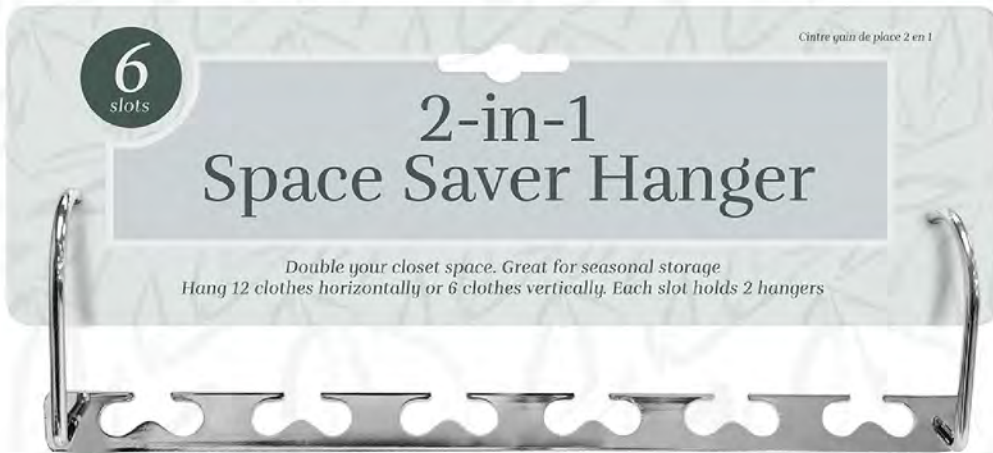 Cintre gain de place 2 en 1
6
slots
2-in-1
Space Saver Hanger
Double your closet space. Great for seasonal storage
Hang 12 clothes horizontally or 6 clothes vertically. Each slot holds 2 hangers